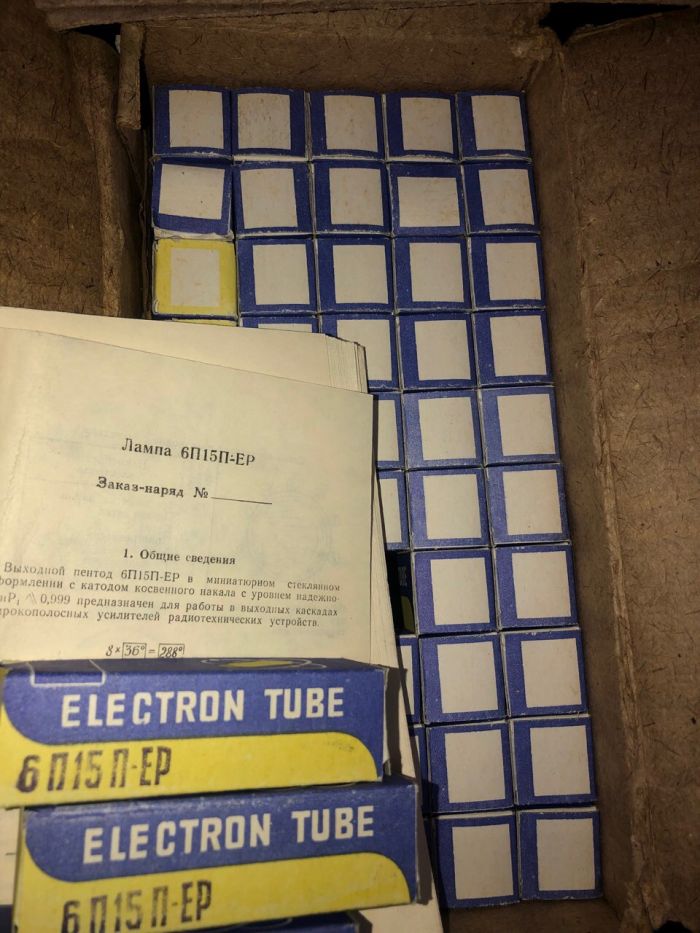 Лампа 6П15П-ЕР
Заказ-наряд №
1. Общие сведения
Выходной пентод 6П15П-ЕР в миниатюрном стеклянном
оформлении с катодом косвенного накала с уровнем надежно-
0,999 предназначен для работы в выходных каскадах
широкополосных усилителей радиотехнических устройств.
8×36°=288°
ELECTRON TUBE
6П15П-ЕР
ELECTRON TUBE
6П15П-ЕР